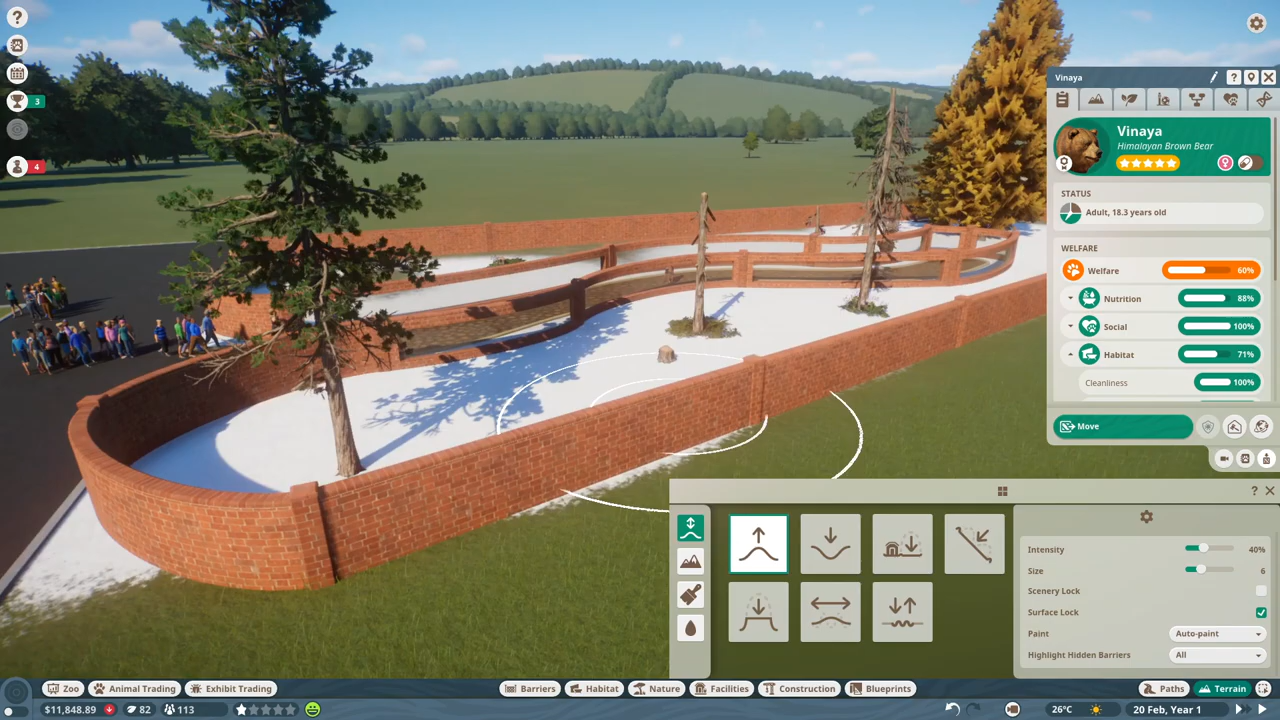 ?
3
4
Vinaya
?
Vinaya
Himalayan Brown Bear
STATUS
Adult, 18.3 years old
WELFARE
Welfare 60%
Nutrition 88%
Social 100%
Habitat 71%
Cleanliness 100%
Move
?
Intensity 40%
Size 6
Scenery Lock
Surface Lock
Paint Auto-paint
Highlight Hidden Barriers All
Zoo Animal Trading Exhibit Trading Barriers Habitat Nature Facilities Construction Blueprints Paths Terrain
$11,848.89 82 113 26°C 20 Feb, Year 1